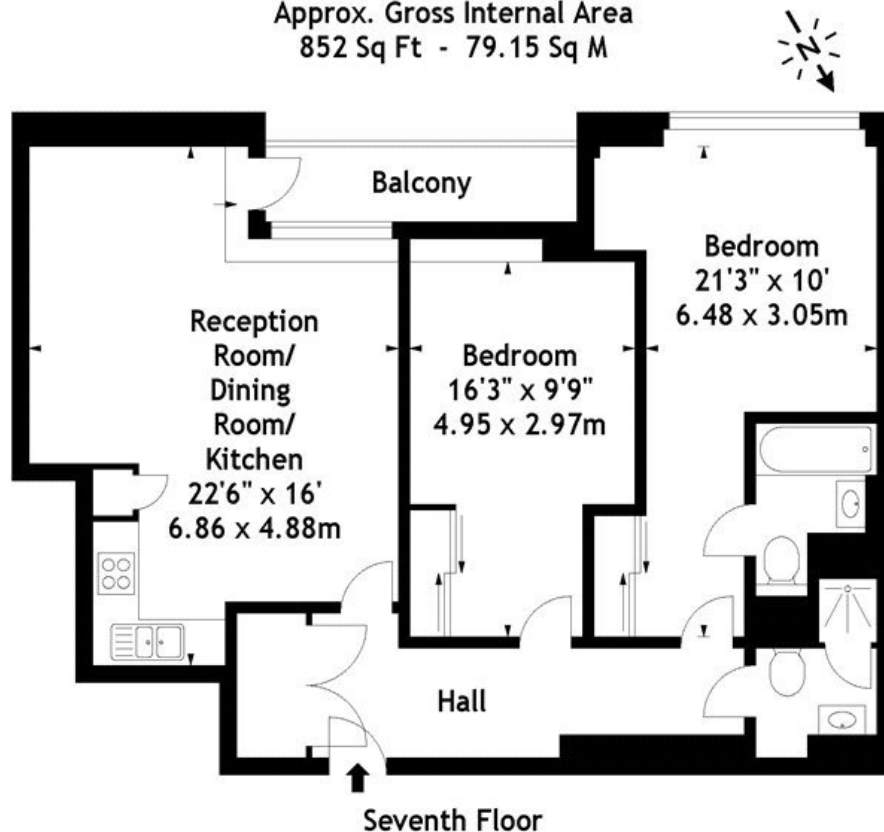 Approx. Gross Internal Area
852 Sq Ft - 79.15 Sq M
N
Balcony
Bedroom
21'3" x 10'
6.48 x 3.05m
Reception
Room/
Dining
Room/
Kitchen
22'6" x 16'
6.86 x 4.88m
Bedroom
16'3" x 9'9"
4.95 x 2.97m
Hall
Seventh Floor